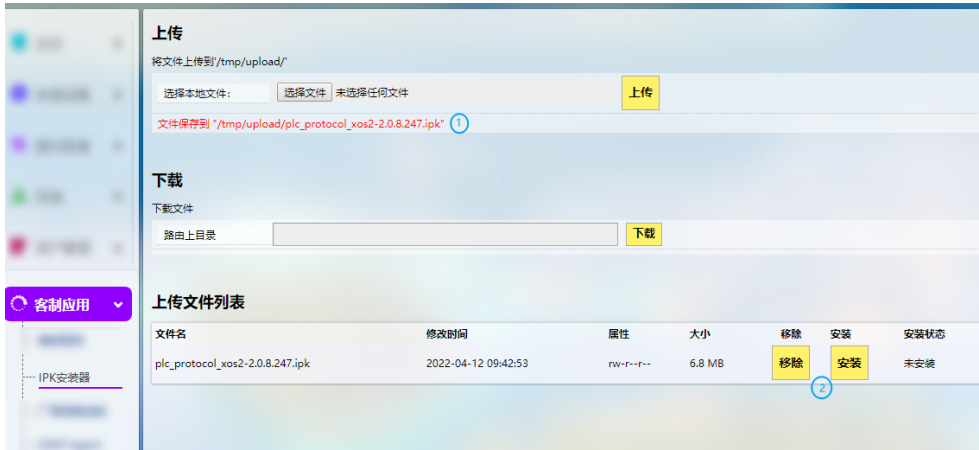 上传
将文件上传到'/tmp/upload/'
选择本地文件: 选择文件 未选择任何文件 上传
文件保存到 "/tmp/upload/plc_protocol_xos2-2.0.8.247.ipk" 1
下载
下载文件
路由上目录 下载
客制应用
IPK安装器
上传文件列表
文件名 修改时间 属性 大小 移除 安装 安装状态
plc_protocol_xos2-2.0.8.247.ipk 2022-04-12 09:42:53 rw-r--r-- 6.8 MB 移除 安装 未安装
2